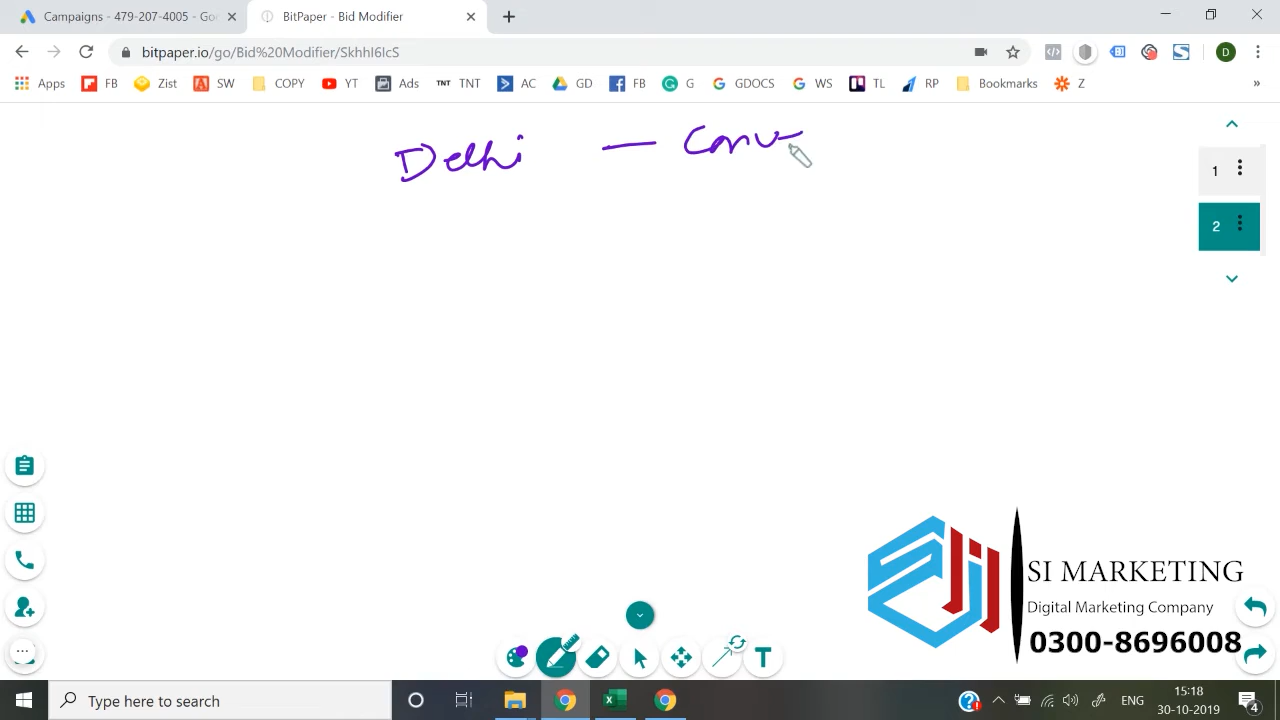 Campaigns - 479-207-4005 - Goo
BitPaper - Bid Modifier
bitpaper.io/go/Bid%20Modifier/SkhhI6lcS
D
Apps FB Zist SW COPY YT Ads TNT TNT AC GD FB G GDOCS WS TL RP Bookmarks Z »
Delhi — Conv
1
2
SI MARKETING
Digital Marketing Company
0300-8696008
T
Type here to search
ENG
15:18
30-10-2019
4